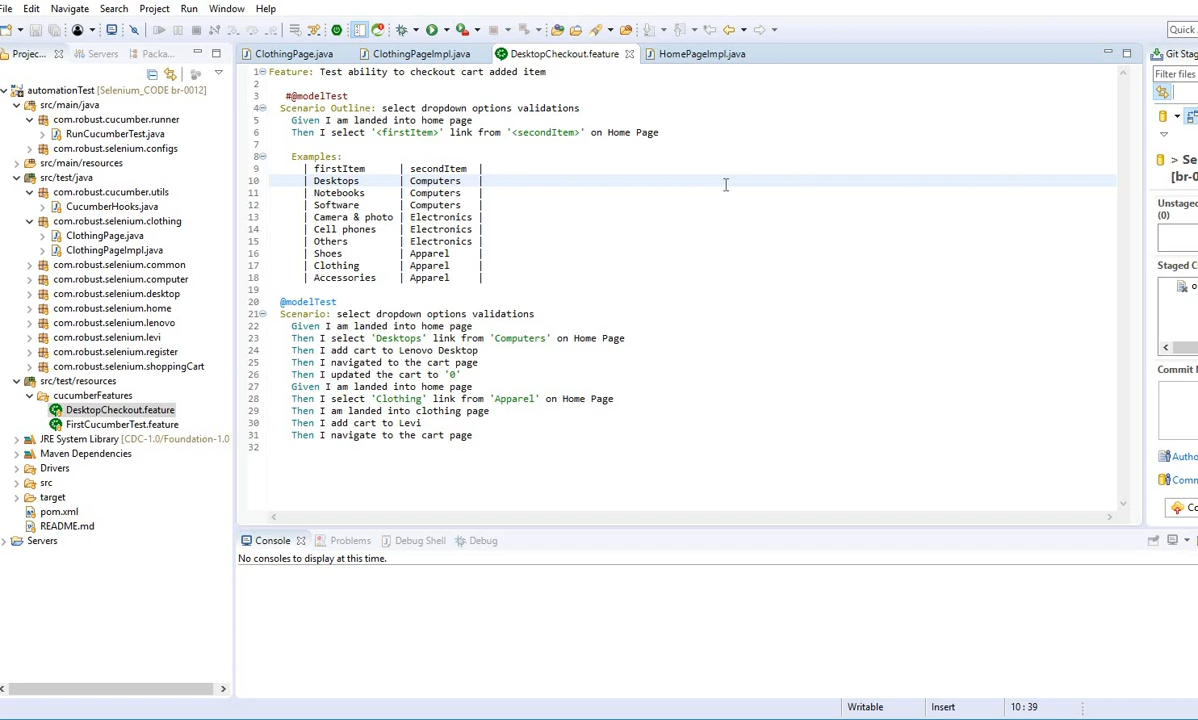 File Edit Navigate Search Project Run Window Help
Quick
Projec... Servers Packa...
ClothingPage.java ClothingPageImpl.java DesktopCheckout.feature HomePageImpl.java
Git Stag
automationTest [Selenium_CODE br-0012]
src/main/java
com.robust.cucumber.runner
RunCucumberTest.java
com.robust.selenium.configs
src/main/resources
src/test/java
com.robust.cucumber.utils
CucumberHooks.java
com.robust.selenium.clothing
ClothingPage.java
ClothingPageImpl.java
com.robust.selenium.common
com.robust.selenium.computer
com.robust.selenium.desktop
com.robust.selenium.home
com.robust.selenium.lenovo
com.robust.selenium.levi
com.robust.selenium.register
com.robust.selenium.shoppingCart
src/test/resources
cucumberFeatures
DesktopCheckout.feature
FirstCucumberTest.feature
JRE System Library [CDC-1.0/Foundation-1.0
Maven Dependencies
Drivers
src
target
pom.xml
README.md
Servers
1 Feature: Test ability to checkout cart added item
2
3 #@modelTest
4 Scenario Outline: select dropdown options validations
5 Given I am landed into home page
6 Then I select '<firstItem>' link from '<secondItem>' on Home Page
7
8 Examples:
9 | firstItem | secondItem |
10 | Desktops | Computers |
11 | Notebooks | Computers |
12 | Software | Computers |
13 | Camera & photo | Electronics |
14 | Cell phones | Electronics |
15 | Others | Electronics |
16 | Shoes | Apparel |
17 | Clothing | Apparel |
18 | Accessories | Apparel |
19
20 @modelTest
21 Scenario: select dropdown options validations
22 Given I am landed into home page
23 Then I select 'Desktops' link from 'Computers' on Home Page
24 Then I add cart to Lenovo Desktop
25 Then I navigated to the cart page
26 Then I updated the cart to '0'
27 Given I am landed into home page
28 Then I select 'Clothing' link from 'Apparel' on Home Page
29 Then I am landed into clothing page
30 Then I add cart to Levi
31 Then I navigate to the cart page
32
Filter files
> Se
[br-0
Unstage
(0)
Staged C
o
Commit
Autho
Comm
Co
Console Problems Debug Shell Debug
No consoles to display at this time.
Writable Insert 10 : 39